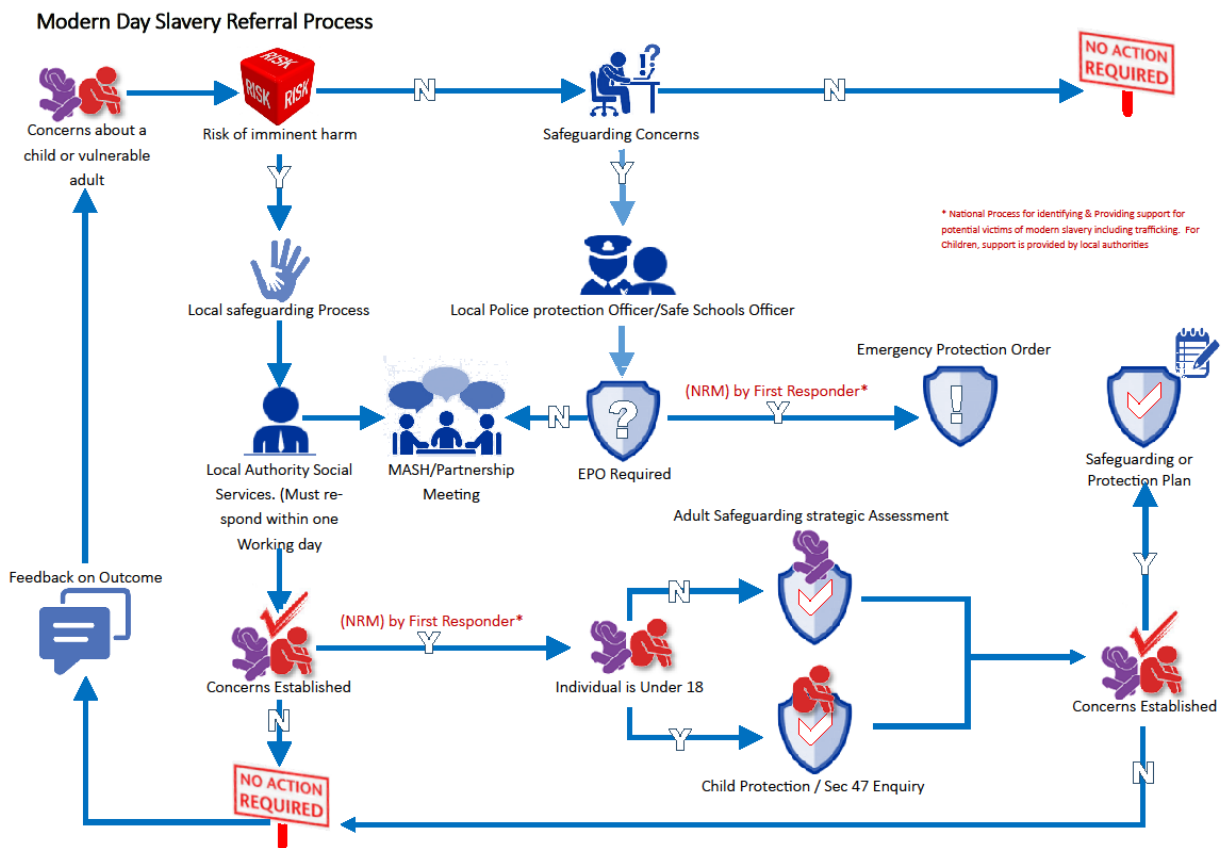 Modern Day Slavery Referral Process
RISK
RISK
RISK
N
N
NO ACTION
REQUIRED
Concerns about a
child or vulnerable
adult
Risk of imminent harm
Safeguarding Concerns
Y
Y
* National Process for identifying & Providing support for
potential victims of modern slavery including trafficking. For
Children, support is provided by local authorities
Local safeguarding Process
Local Police protection Officer/Safe Schools Officer
Emergency Protection Order
(NRM) by First Responder*
N
?
Y
!
Local Authority Social
Services. (Must re-
spond within one
Working day
MASH/Partnership
Meeting
EPO Required
Safeguarding or
Protection Plan
Adult Safeguarding strategic Assessment
Feedback on Outcome
Y
N
(NRM) by First Responder*
Y
Concerns Established
Individual is Under 18
Concerns Established
N
Y
N
Child Protection / Sec 47 Enquiry
NO ACTION
REQUIRED